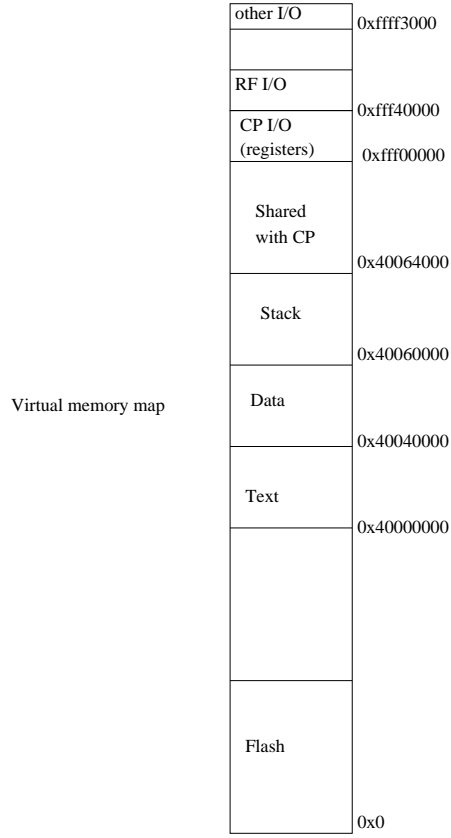 other I/O
0xffff3000
RF I/O
0xfff40000
CP I/O
(registers)
0xfff00000
Shared
with CP
0x40064000
Stack
0x40060000
Virtual memory map
Data
0x40040000
Text
0x40000000
Flash
0x0